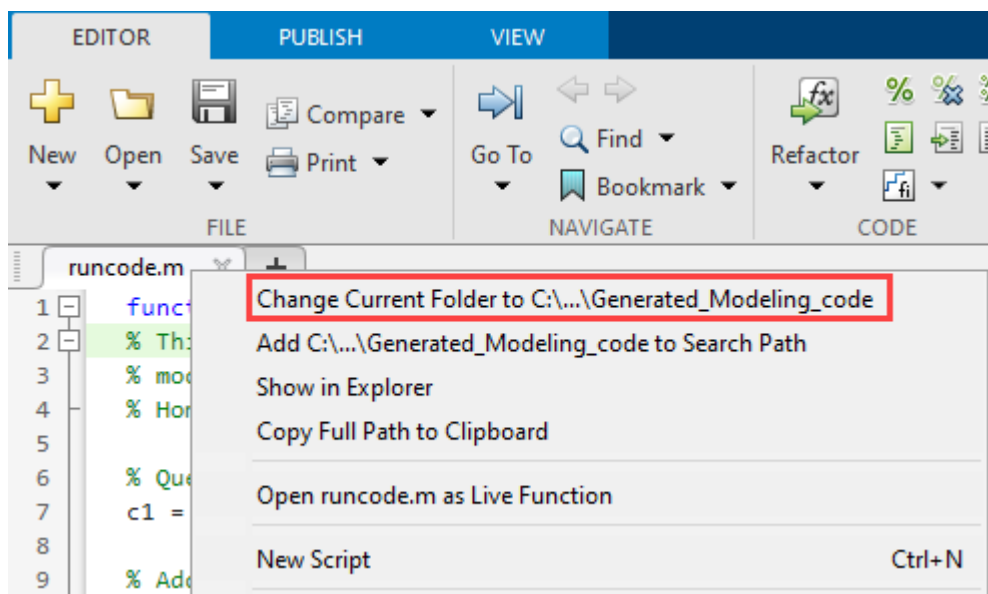 EDITOR PUBLISH VIEW
New Open Save Compare Print
Go To Find Bookmark
fx Refactor % % fi
FILE NAVIGATE CODE
runcode.m
Change Current Folder to C:\...\Generated_Modeling_code
Add C:\...\Generated_Modeling_code to Search Path
Show in Explorer
Copy Full Path to Clipboard
Open runcode.m as Live Function
New Script Ctrl+N
1 funct
2 % Thi
3 % mod
4 % Hor
5
6 % Que
7 c1 =
8
9 % Add